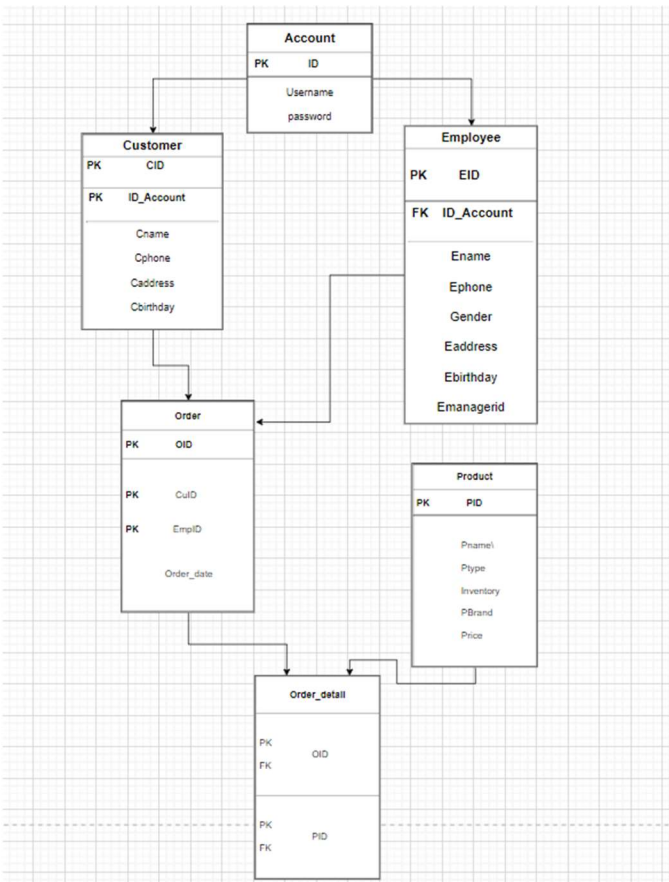 Account
PK ID
Username
password
Customer
PK CID
PK ID_Account
Cname
Cphone
Caddress
Cbirthday
Employee
PK EID
FK ID_Account
Ename
Ephone
Gender
Eaddress
Ebirthday
Emanagerid
Order
PK OID
PK CuID
PK EmpID
Order_date
Product
PK PID
Pname\
Ptype
Inventory
PBrand
Price
Order_detail
PK
OID
FK
PK
PID
FK